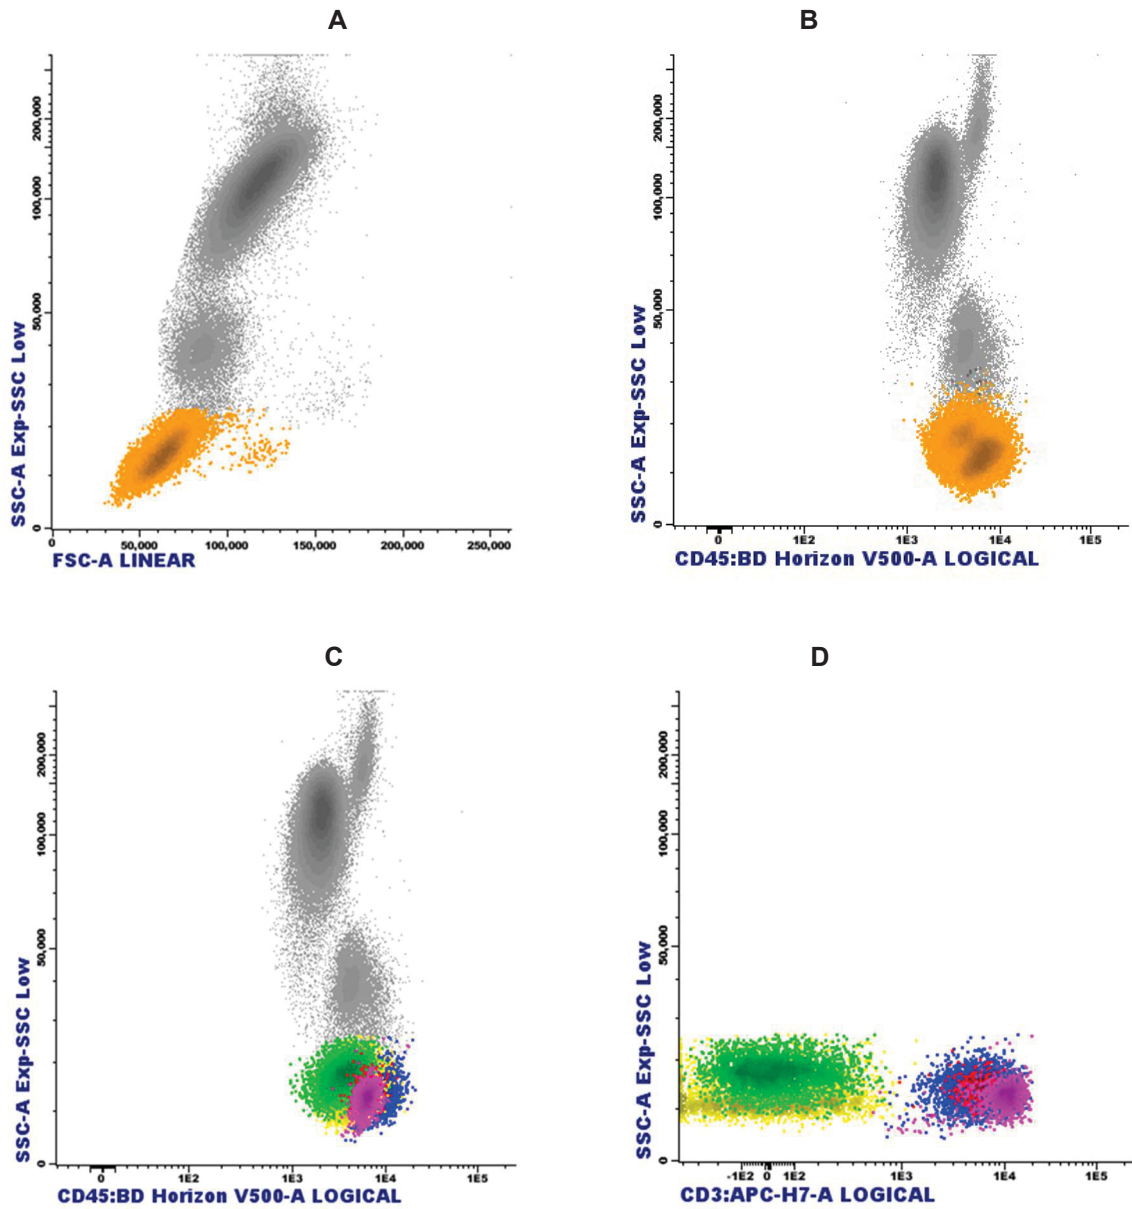 A
B
SSC-A Exp-SSC Low
200,000
100,000
50,000
0
0
50,000
100,000
150,000
200,000
250,000
FSC-A LINEAR
SSC-A Exp-SSC Low
200,000
100,000
50,000
0
0
1E2
1E3
1E4
1E5
CD45:BD Horizon V500-A LOGICAL
C
D
SSC-A Exp-SSC Low
200,000
100,000
50,000
0
0
1E2
1E3
1E4
1E5
CD45:BD Horizon V500-A LOGICAL
SSC-A Exp-SSC Low
200,000
100,000
50,000
0
-1E2
0
1E2
1E3
1E4
1E5
CD3:APC-H7-A LOGICAL